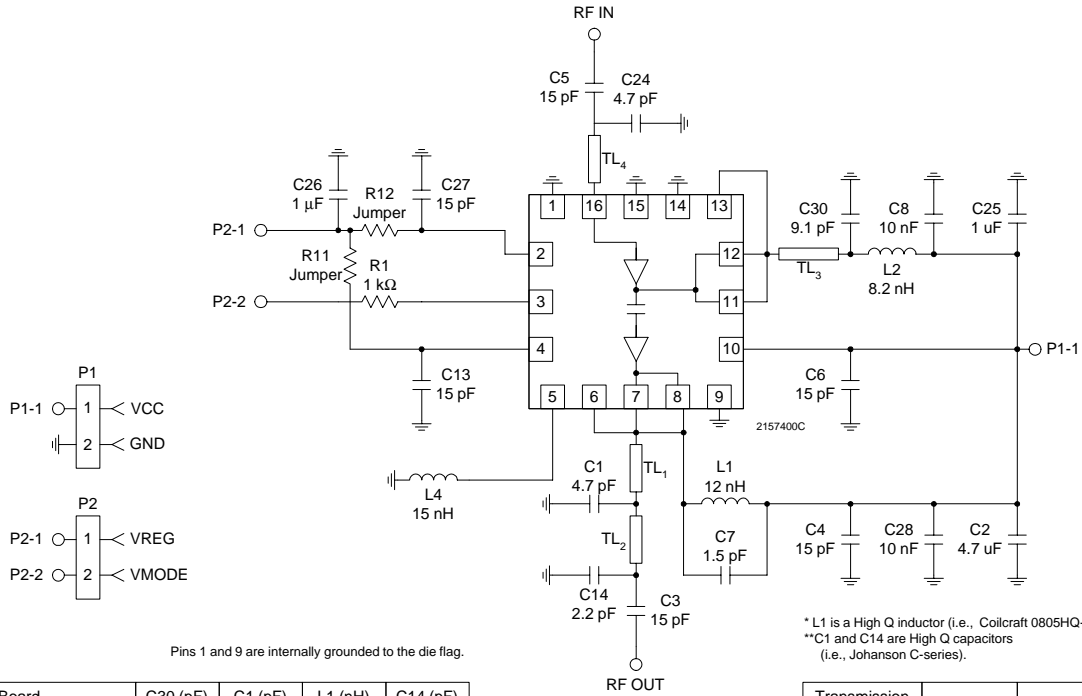 RF IN
C5
15 pF
C24
4.7 pF
TL4
C26
1 µF
R12
Jumper
C27
15 pF
1
16
15
14
13
C30
9.1 pF
C8
10 nF
C25
1 uF
P2-1
2
12
TL3
L2
8.2 nH
R11
Jumper
R1
1 kΩ
P2-2
3
11
4
10
P1-1
C13
15 pF
C6
15 pF
5
6
7
8
9
2157400C
P1
P1-1
1
VCC
2
GND
L4
15 nH
C1
4.7 pF
TL1
L1
12 nH
P2
P2-1
1
VREG
P2-2
2
VMODE
TL2
C7
1.5 pF
C4
15 pF
C28
10 nF
C2
4.7 uF
C14
2.2 pF
C3
15 pF
* L1 is a High Q inductor (i.e., Coilcraft 0805HQ-
**C1 and C14 are High Q capacitors
(i.e., Johanson C-series).
Pins 1 and 9 are internally grounded to the die flag.
RF OUT
Board
C30 (pF)
C1 (pF)
L1 (nH)
C14 (pF)
Transmission